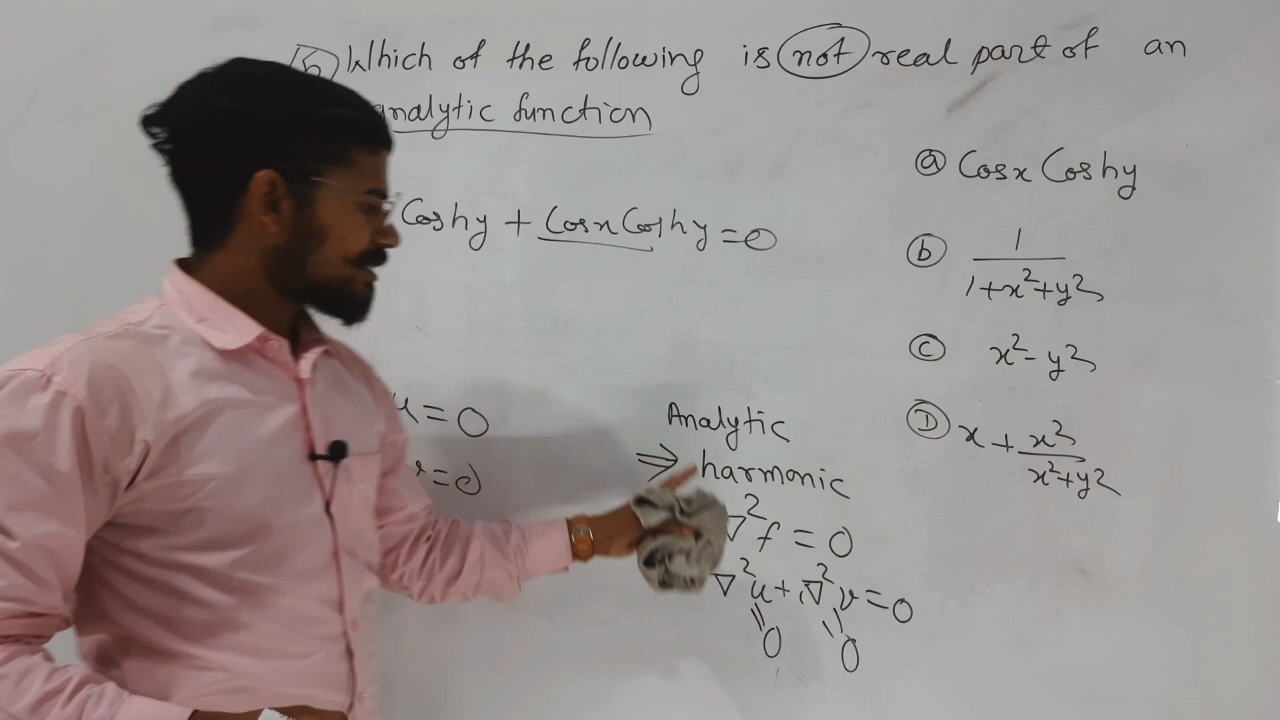 5) Which of the following is not real part of an
analytic function
ⓐ Cosx Coshy
Coshy + Cosx Coshy = 0
ⓑ 1/(1+x²+y²)
ⓒ x² - y²
u = 0
Analytic
Ⓓ x + x²/(x²+y²)
= 0
⇒ harmonic
∇²f = 0
∇²u + i∇²v = 0
0 0